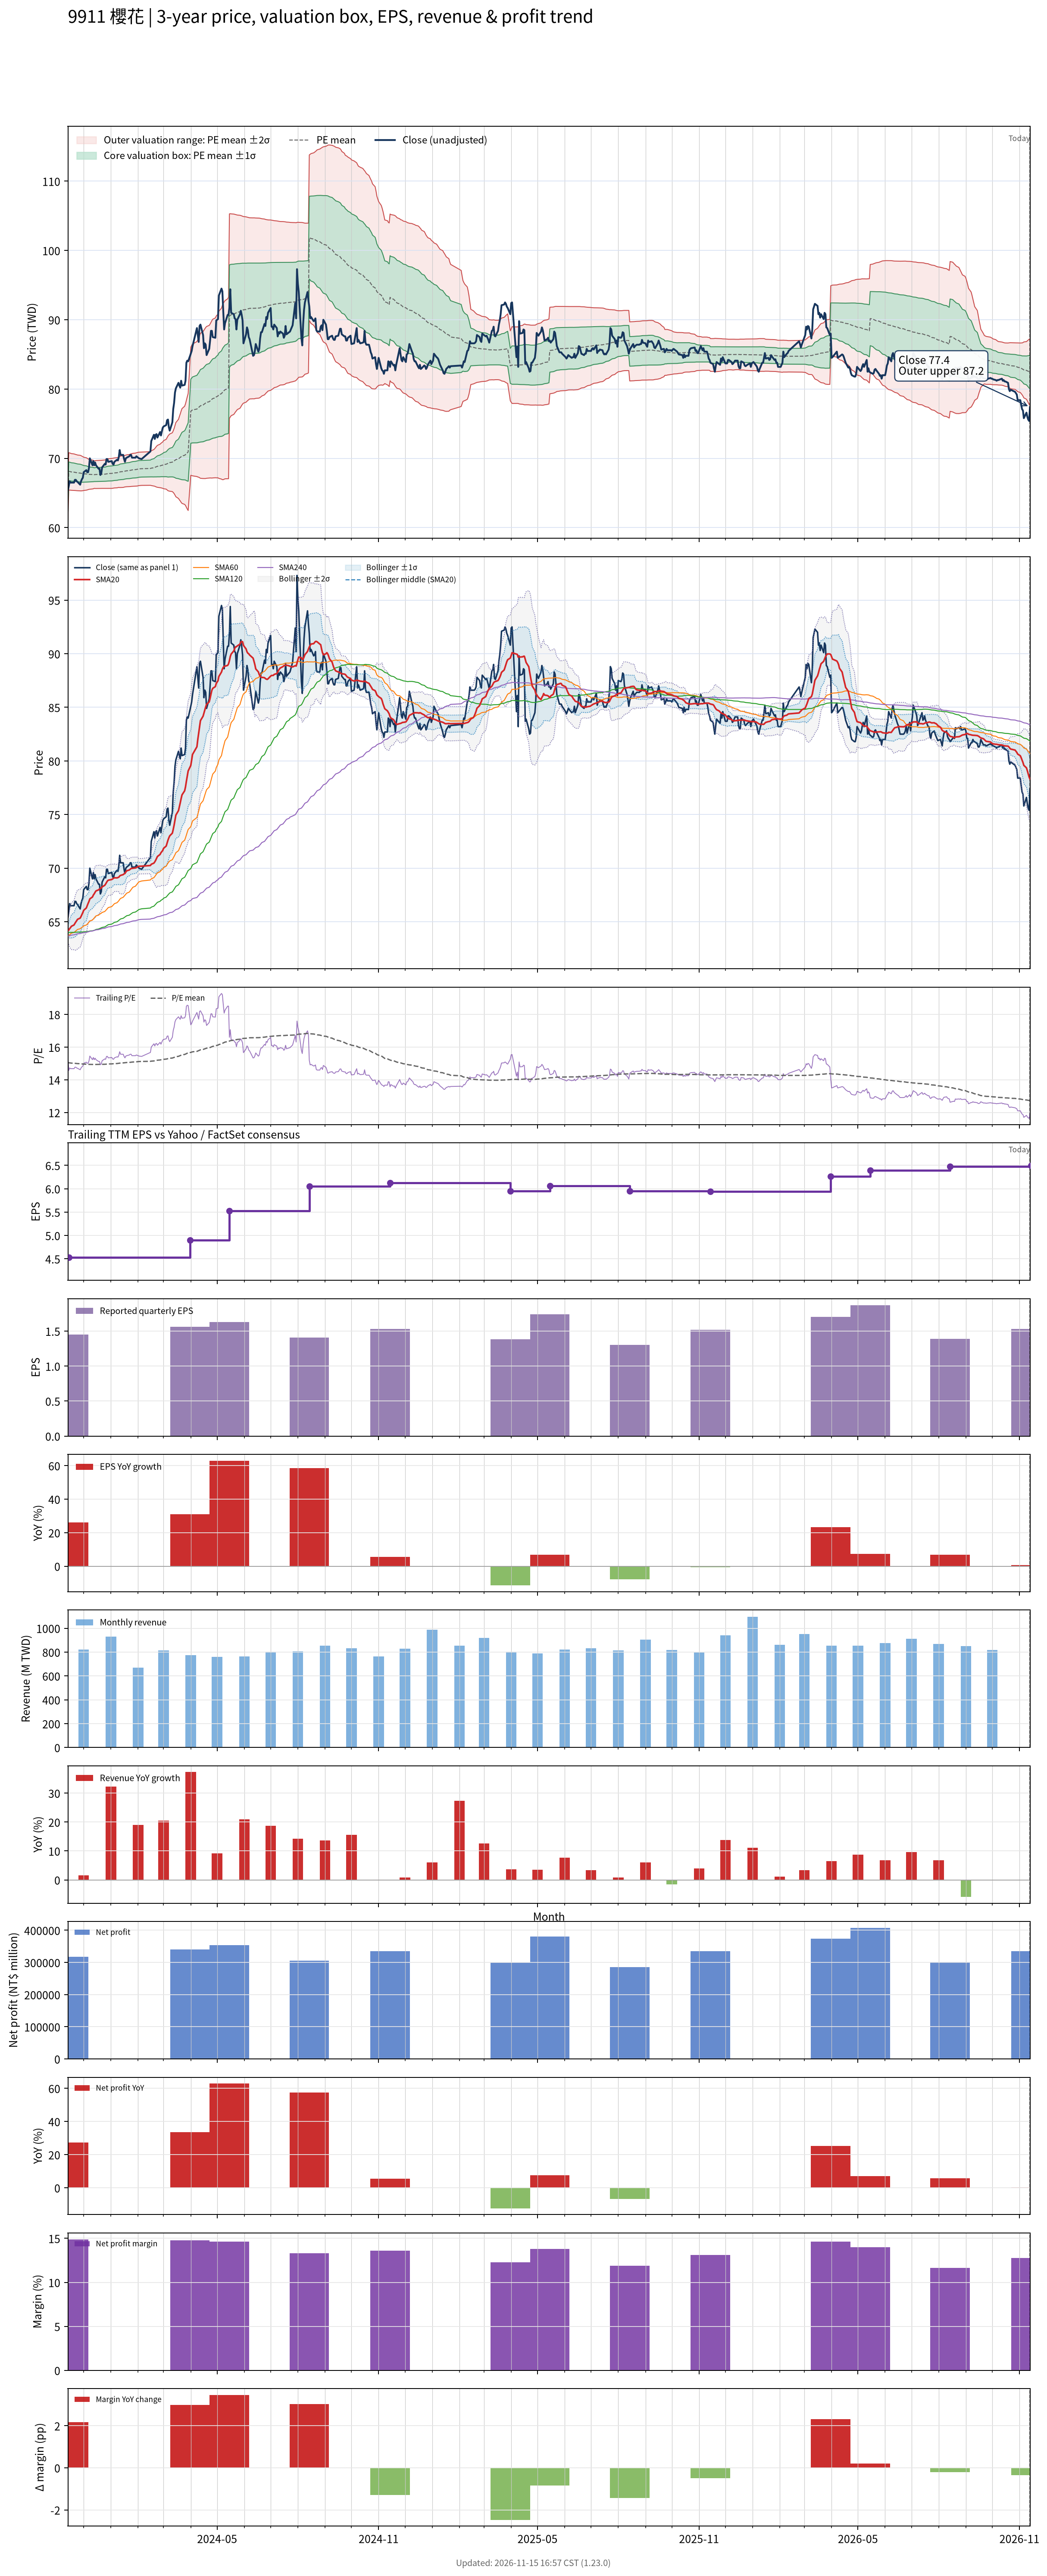 9911 櫻花 | 3-year price, valuation box, EPS, revenue & profit trend
Outer valuation range: PE mean ±2σ
PE mean
Close (unadjusted)
Core valuation box: PE mean ±1σ
Today
Price (TWD)
110
100
90
80
70
60
Close 77.4
Outer upper 87.2
Close (same as panel 1)
SMA60
SMA240
Bollinger ±1σ
SMA20
SMA120
Bollinger ±2σ
Bollinger middle (SMA20)
Price
95
90
85
80
75
70
65
Trailing P/E
P/E mean
P/E
18
16
14
12
Trailing TTM EPS vs Yahoo / FactSet consensus
Today
EPS
6.5
6.0
5.5
5.0
4.5
Reported quarterly EPS
EPS
1.5
1.0
0.5
0.0
EPS YoY growth
YoY (%)
60
40
20
0
Monthly revenue
Revenue (M TWD)
1000
800
600
400
200
0
Revenue YoY growth
YoY (%)
30
20
10
0
Month
Net profit
Net profit (NT$ million)
400000
300000
200000
100000
0
Net profit YoY
YoY (%)
60
40
20
0
Net profit margin
Margin (%)
15
10
5
0
Margin YoY change
Δ margin (pp)
2
0
-2
2024-05
2024-11
2025-05
2025-11
2026-05
2026-11
Updated: 2026-11-15 16:57 CST (1.23.0)